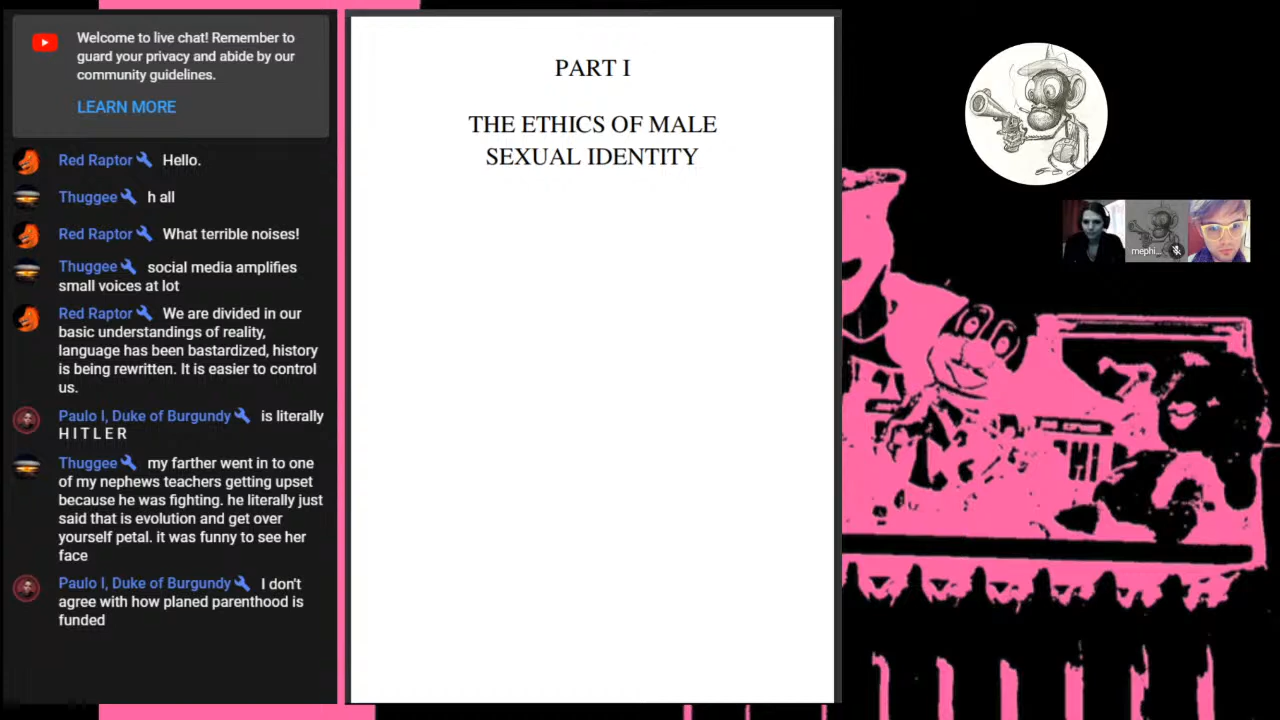 Welcome to live chat! Remember to
guard your privacy and abide by our
community guidelines.
LEARN MORE
Red Raptor Hello.
Thuggee h all
Red Raptor What terrible noises!
Thuggee social media amplifies
small voices at lot
Red Raptor We are divided in our
basic understandings of reality,
language has been bastardized, history
is being rewritten. It is easier to control
us.
Paulo I, Duke of Burgundy is literally
H I T L E R
Thuggee my farther went in to one
of my nephews teachers getting upset
because he was fighting. he literally just
said that is evolution and get over
yourself petal. it was funny to see her
face
Paulo I, Duke of Burgundy I don't
agree with how planed parenthood is
funded
PART I
THE ETHICS OF MALE
SEXUAL IDENTITY
mephi...